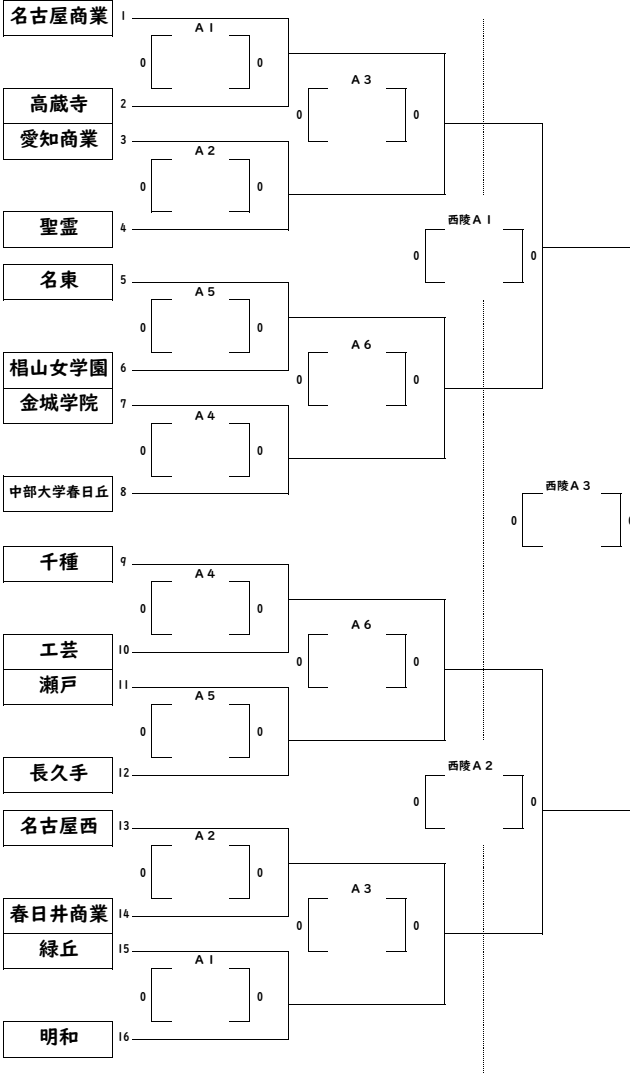 名古屋商業 1
A1
0 0
A3
高蔵寺 2
0 0
愛知商業 3
A2
0 0
西陵A1
聖霊 4
0 0
名東 5
A5
0 0
A6
椙山女学園 6
0 0
金城学院 7
A4
0 0
西陵A3
中部大学春日丘 8
0 0
千種 9
A4
0 0
A6
工芸 10
0 0
瀬戸 11
A5
0 0
西陵A2
長久手 12
0 0
名古屋西 13
A2
0 0
A3
春日井商業 14
0 0
緑丘 15
A1
0 0
明和 16